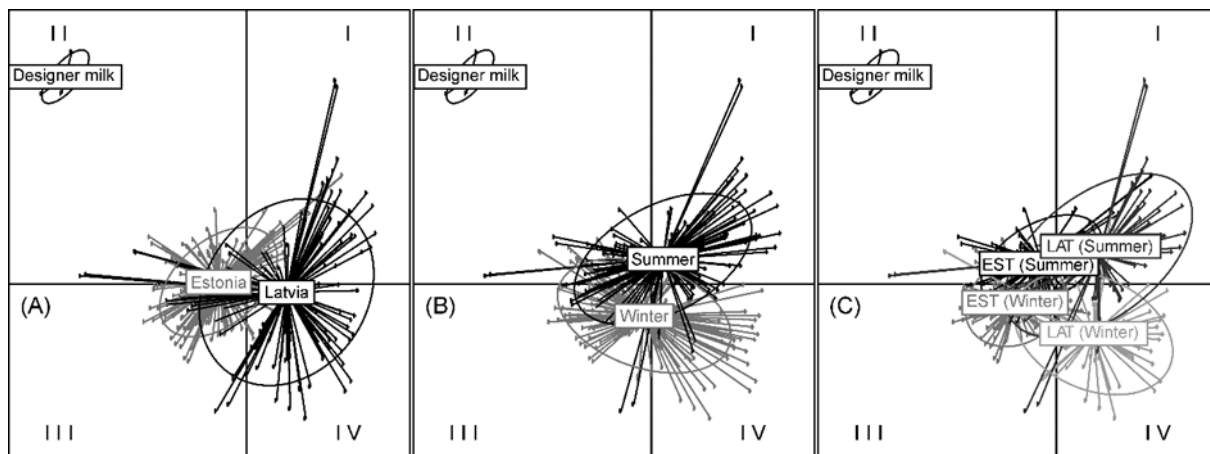 II
I
Designer milk
Estonia
Latvia
(A)
III
IV
II
I
Designer milk
Summer
Winter
(B)
III
IV
II
I
Designer milk
LAT (Summer)
EST (Summer)
EST (Winter)
(C)
LAT (Winter)
III
IV